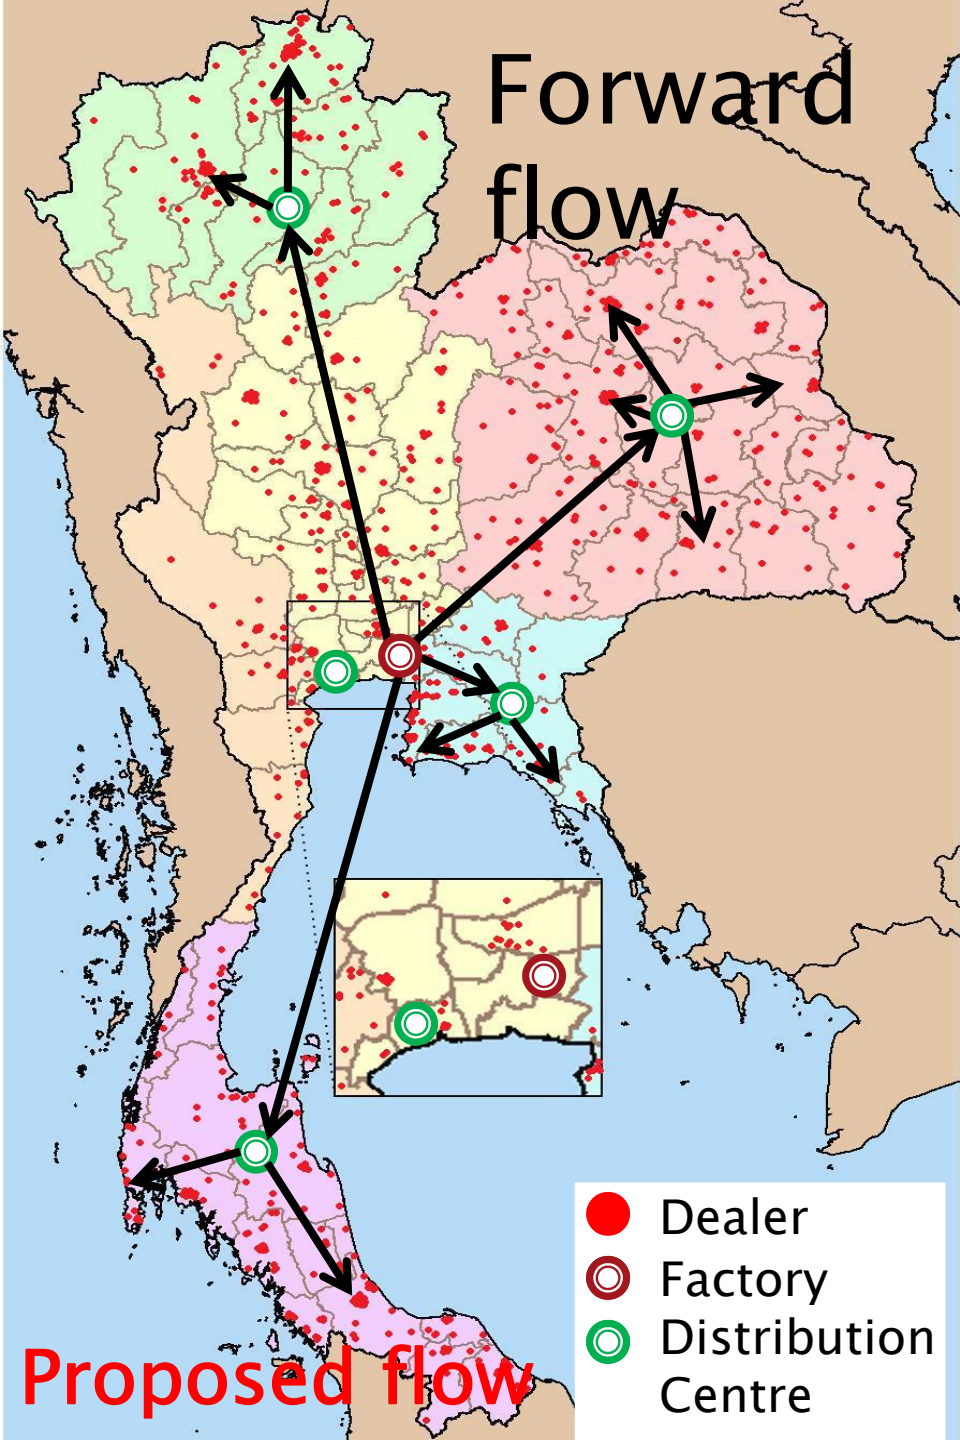 Forward
flow
Dealer
Factory
Distribution
Centre
Proposed flow